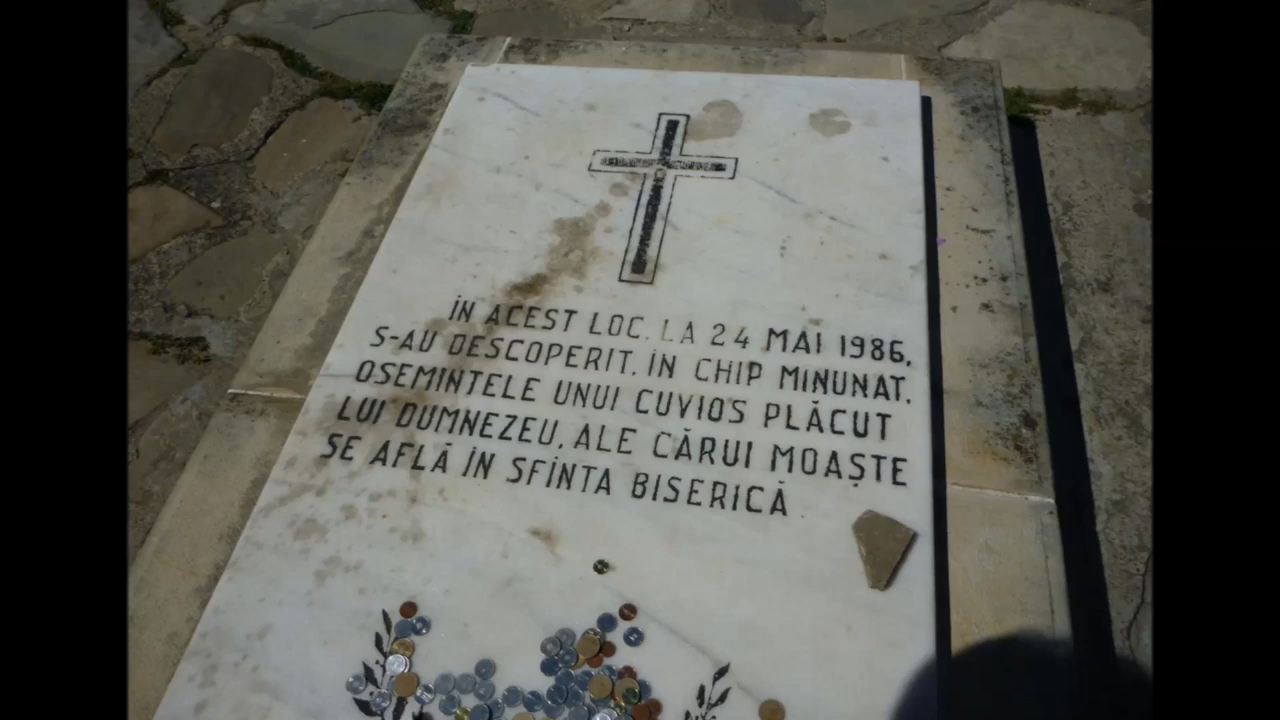 ÎN ACEST LOC, LA 24 MAI 1986,
S-AU DESCOPERIT, ÎN CHIP MINUNAT,
OSEMINTELE UNUI CUVIOS PLĂCUT
LUI DUMNEZEU, ALE CĂRUI MOAȘTE
SE AFLĂ ÎN SFÎNTA BISERICĂ.